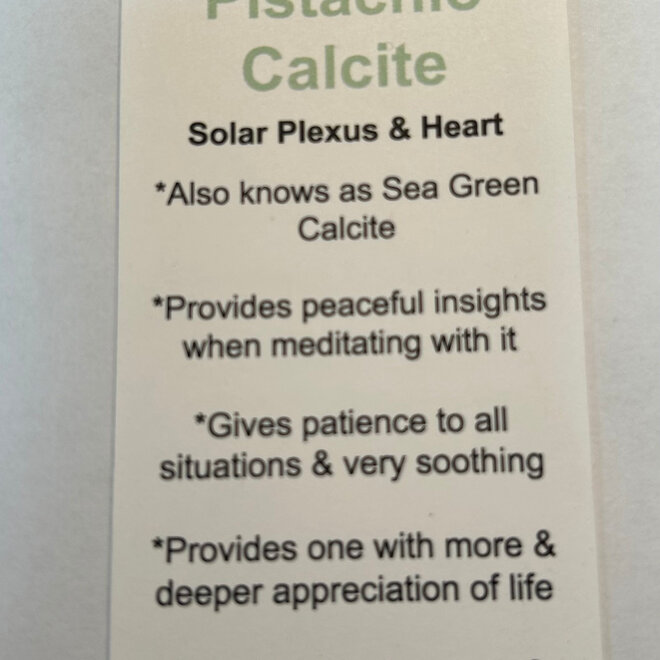 Pistachio
Calcite
Solar Plexus & Heart
*Also knows as Sea Green
Calcite
*Provides peaceful insights
when meditating with it
*Gives patience to all
situations & very soothing
*Provides one with more &
deeper appreciation of life